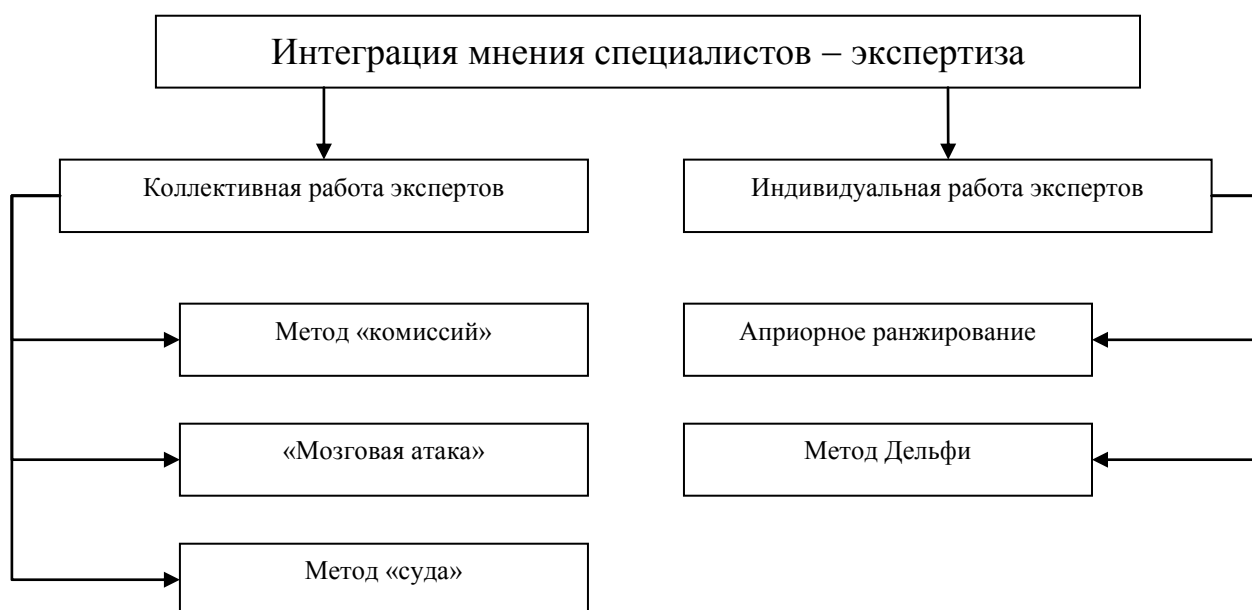 Интеграция мнения специалистов – экспертиза
Коллективная работа экспертов
Индивидуальная работа экспертов
Метод «комиссий»
Априорное ранжирование
«Мозговая атака»
Метод Дельфи
Метод «суда»